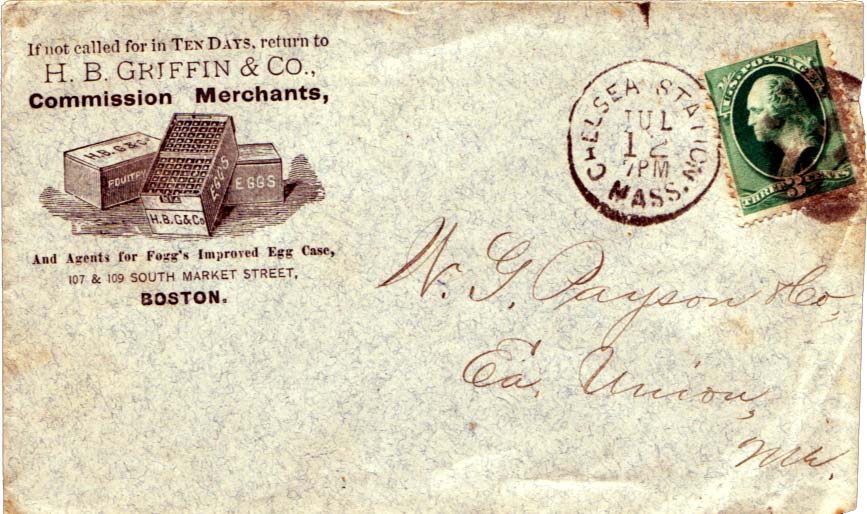 If not called for in TEN DAYS, return to
H. B. GRIFFIN & CO.,
Commission Merchants,
H.B.G&C
POULTRY
EGGS
EGGS
H.B.G&Co
And Agents for Fogg's Improved Egg Case,
107 & 109 SOUTH MARKET STREET,
BOSTON.
CHELSEA STATION
JUL
12
7PM
MASS.
U.S. POSTAGE
THREE 3 CENTS
W. G. Payson & Co,
Ea. Union,
Me.